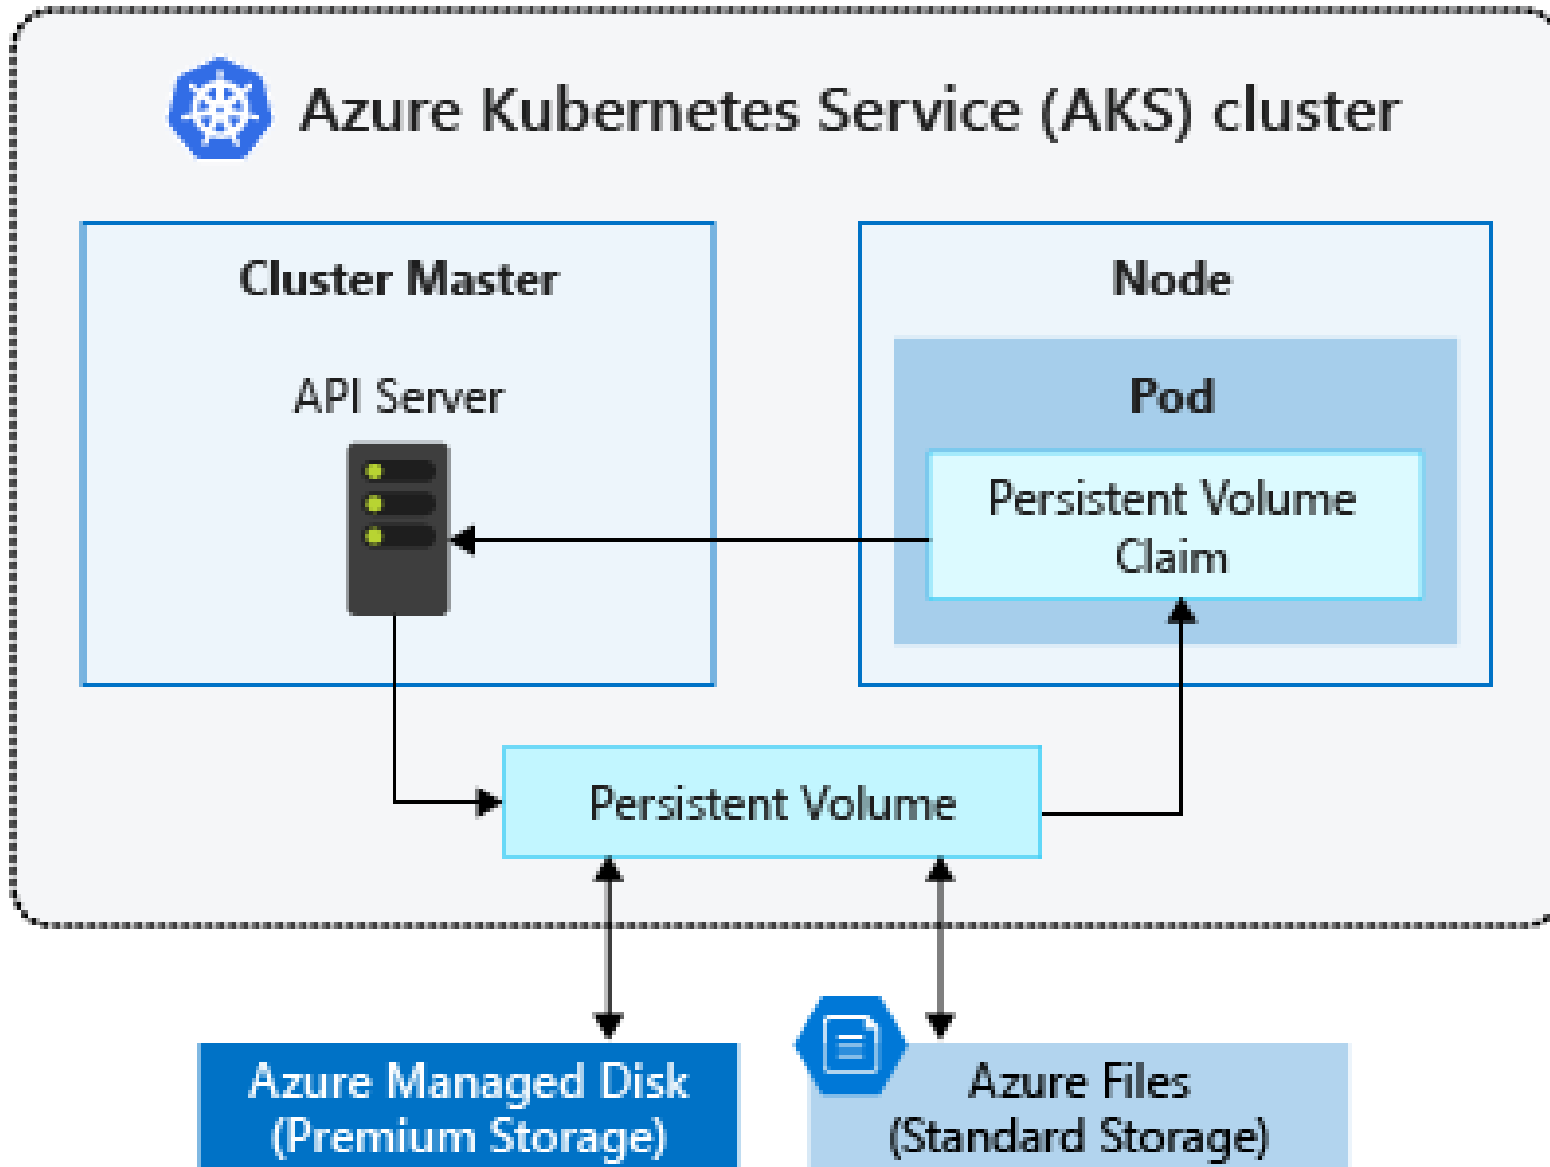 Azure Kubernetes Service (AKS) cluster
Cluster Master
API Server
Node
Pod
Persistent Volume
Claim
Persistent Volume
Azure Managed Disk
(Premium Storage)
Azure Files
(Standard Storage)